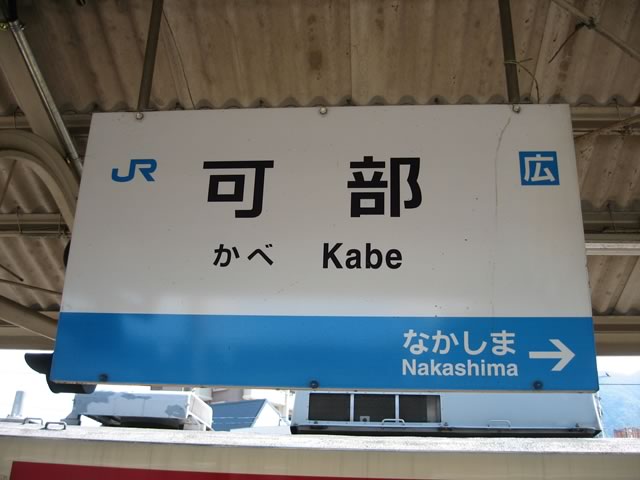 JR 可部 広
かべ Kabe
なかしま →
Nakashima